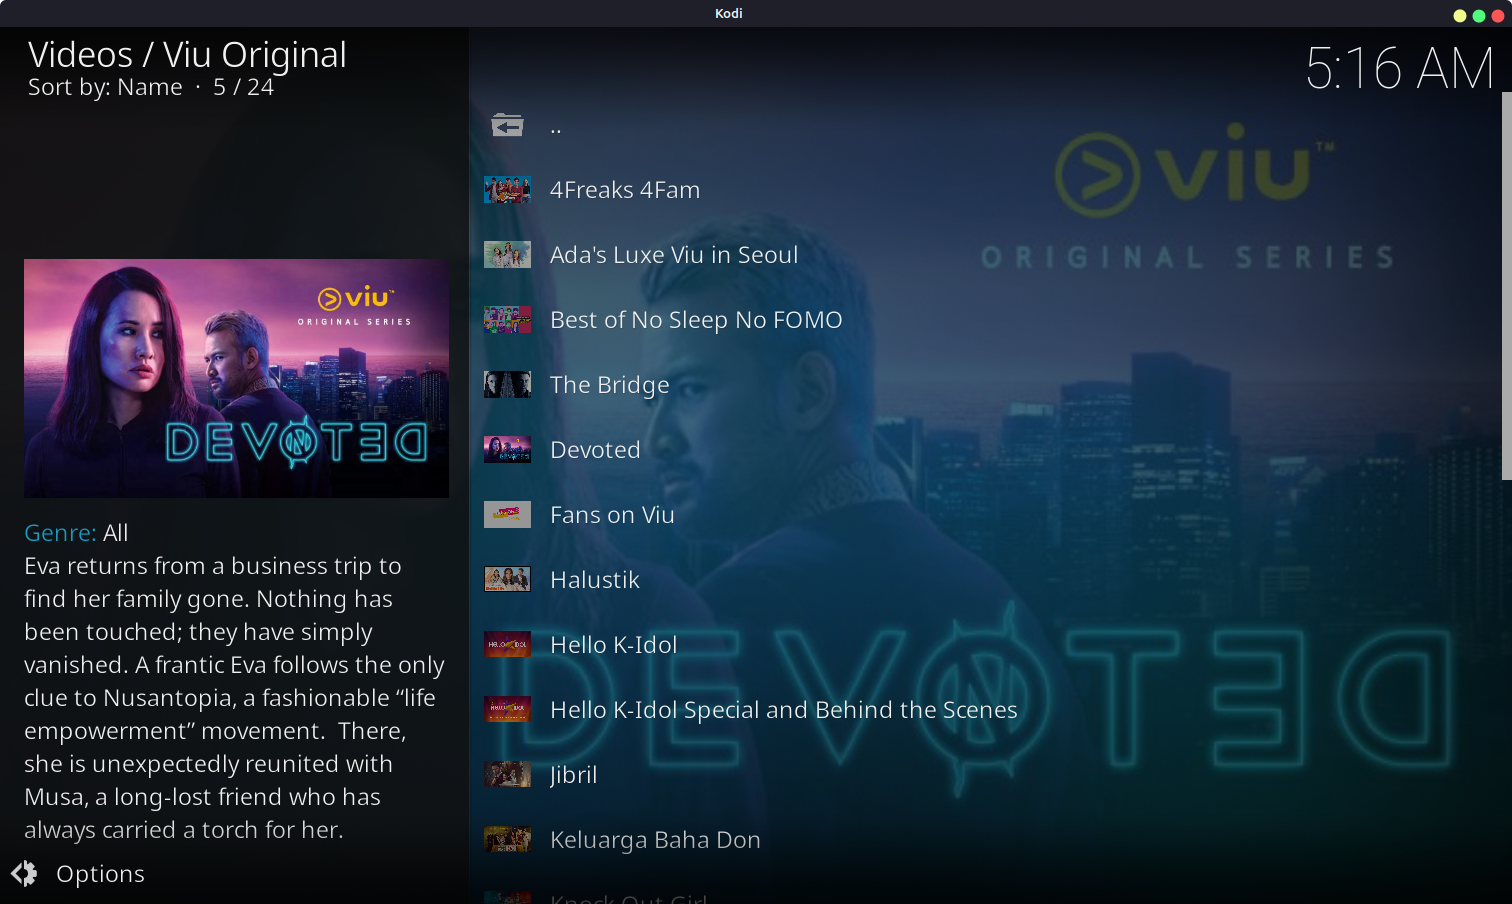 Kodi
Videos / Viu Original
Sort by: Name · 5 / 24
5:16 AM
viu™
ORIGINAL SERIES
DEVOTED
Genre: All
Eva returns from a business trip to
find her family gone. Nothing has
been touched; they have simply
vanished. A frantic Eva follows the only
clue to Nusantopia, a fashionable “life
empowerment” movement.  There,
she is unexpectedly reunited with
Musa, a long-lost friend who has
always carried a torch for her.
Options
..
4Freaks 4Fam
Ada's Luxe Viu in Seoul
Best of No Sleep No FOMO
The Bridge
Devoted
Fans on Viu
Halustik
Hello K-Idol
Hello K-Idol Special and Behind the Scenes
Jibril
Keluarga Baha Don
Knock Out Girl
viu™
ORIGINAL SERIES
DEVOTED